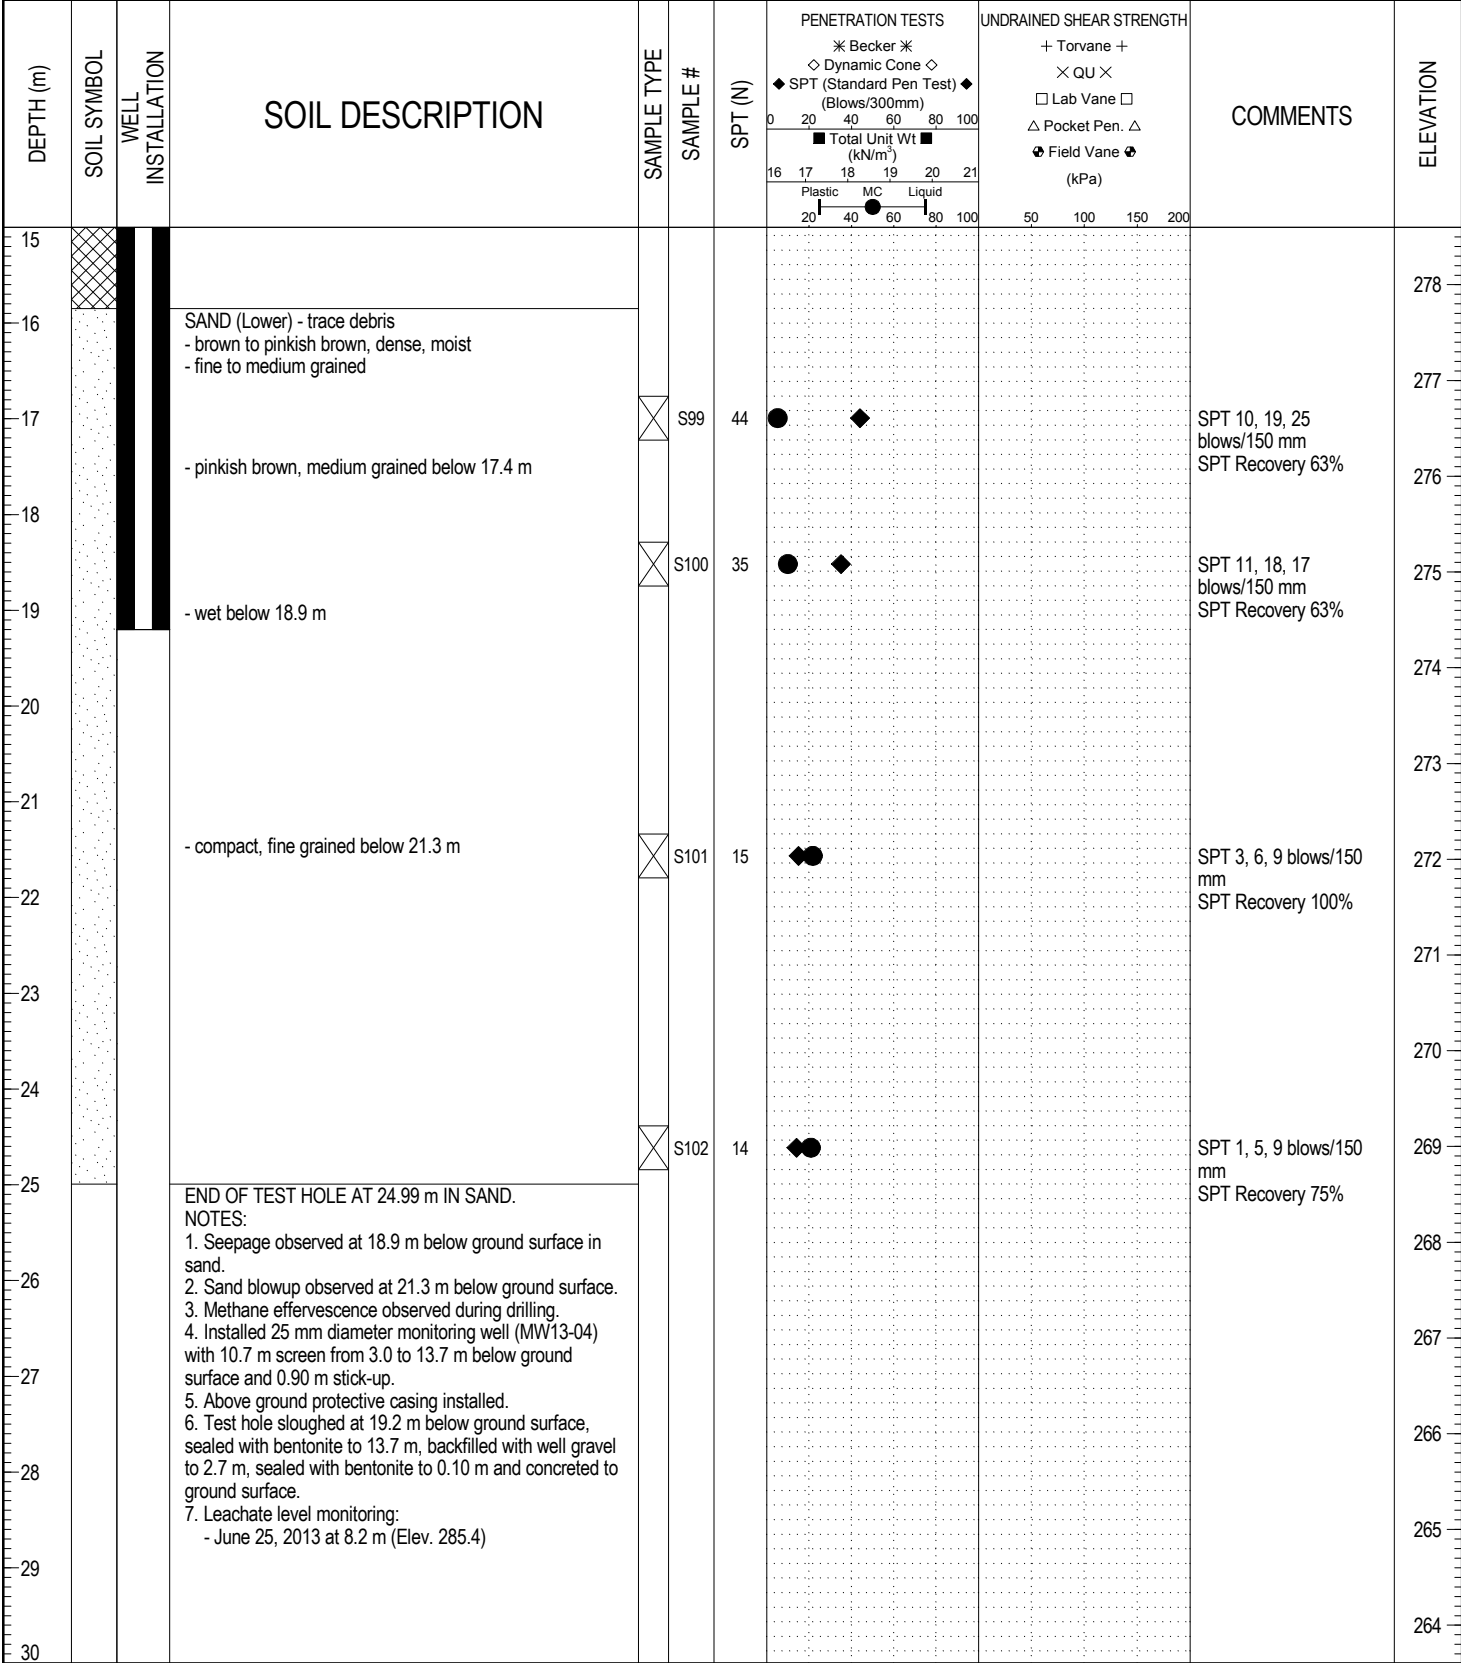 DEPTH (m)
SOIL SYMBOL
WELL
INSTALLATION
SOIL DESCRIPTION
SAMPLE TYPE
SAMPLE #
SPT (N)
PENETRATION TESTS
✳ Becker ✳
◇ Dynamic Cone ◇
◆ SPT (Standard Pen Test) ◆
(Blows/300mm)
0 20 40 60 80 100
■ Total Unit Wt ■
(kN/m³)
16 17 18 19 20 21
Plastic MC Liquid
20 40 60 80 100
UNDRAINED SHEAR STRENGTH
+ Torvane +
✕ QU ✕
□ Lab Vane □
△ Pocket Pen. △
Field Vane
(kPa)
50 100 150 200
COMMENTS
ELEVATION
15
278
16
SAND (Lower) - trace debris
- brown to pinkish brown, dense, moist
- fine to medium grained
277
17
S99 44
SPT 10, 19, 25
blows/150 mm
SPT Recovery 63%
- pinkish brown, medium grained below 17.4 m
276
18
S100 35
SPT 11, 18, 17
blows/150 mm
SPT Recovery 63%
275
19
- wet below 18.9 m
274
20
273
21
- compact, fine grained below 21.3 m
S101 15
SPT 3, 6, 9 blows/150
mm
SPT Recovery 100%
272
22
271
23
270
24
S102 14
SPT 1, 5, 9 blows/150
mm
SPT Recovery 75%
269
25
END OF TEST HOLE AT 24.99 m IN SAND.
NOTES:
1. Seepage observed at 18.9 m below ground surface in
sand.
268
26
2. Sand blowup observed at 21.3 m below ground surface.
3. Methane effervescence observed during drilling.
4. Installed 25 mm diameter monitoring well (MW13-04)
with 10.7 m screen from 3.0 to 13.7 m below ground
surface and 0.90 m stick-up.
267
27
5. Above ground protective casing installed.
6. Test hole sloughed at 19.2 m below ground surface,
sealed with bentonite to 13.7 m, backfilled with well gravel
to 2.7 m, sealed with bentonite to 0.10 m and concreted to
ground surface.
266
28
7. Leachate level monitoring:
- June 25, 2013 at 8.2 m (Elev. 285.4)
265
29
264
30